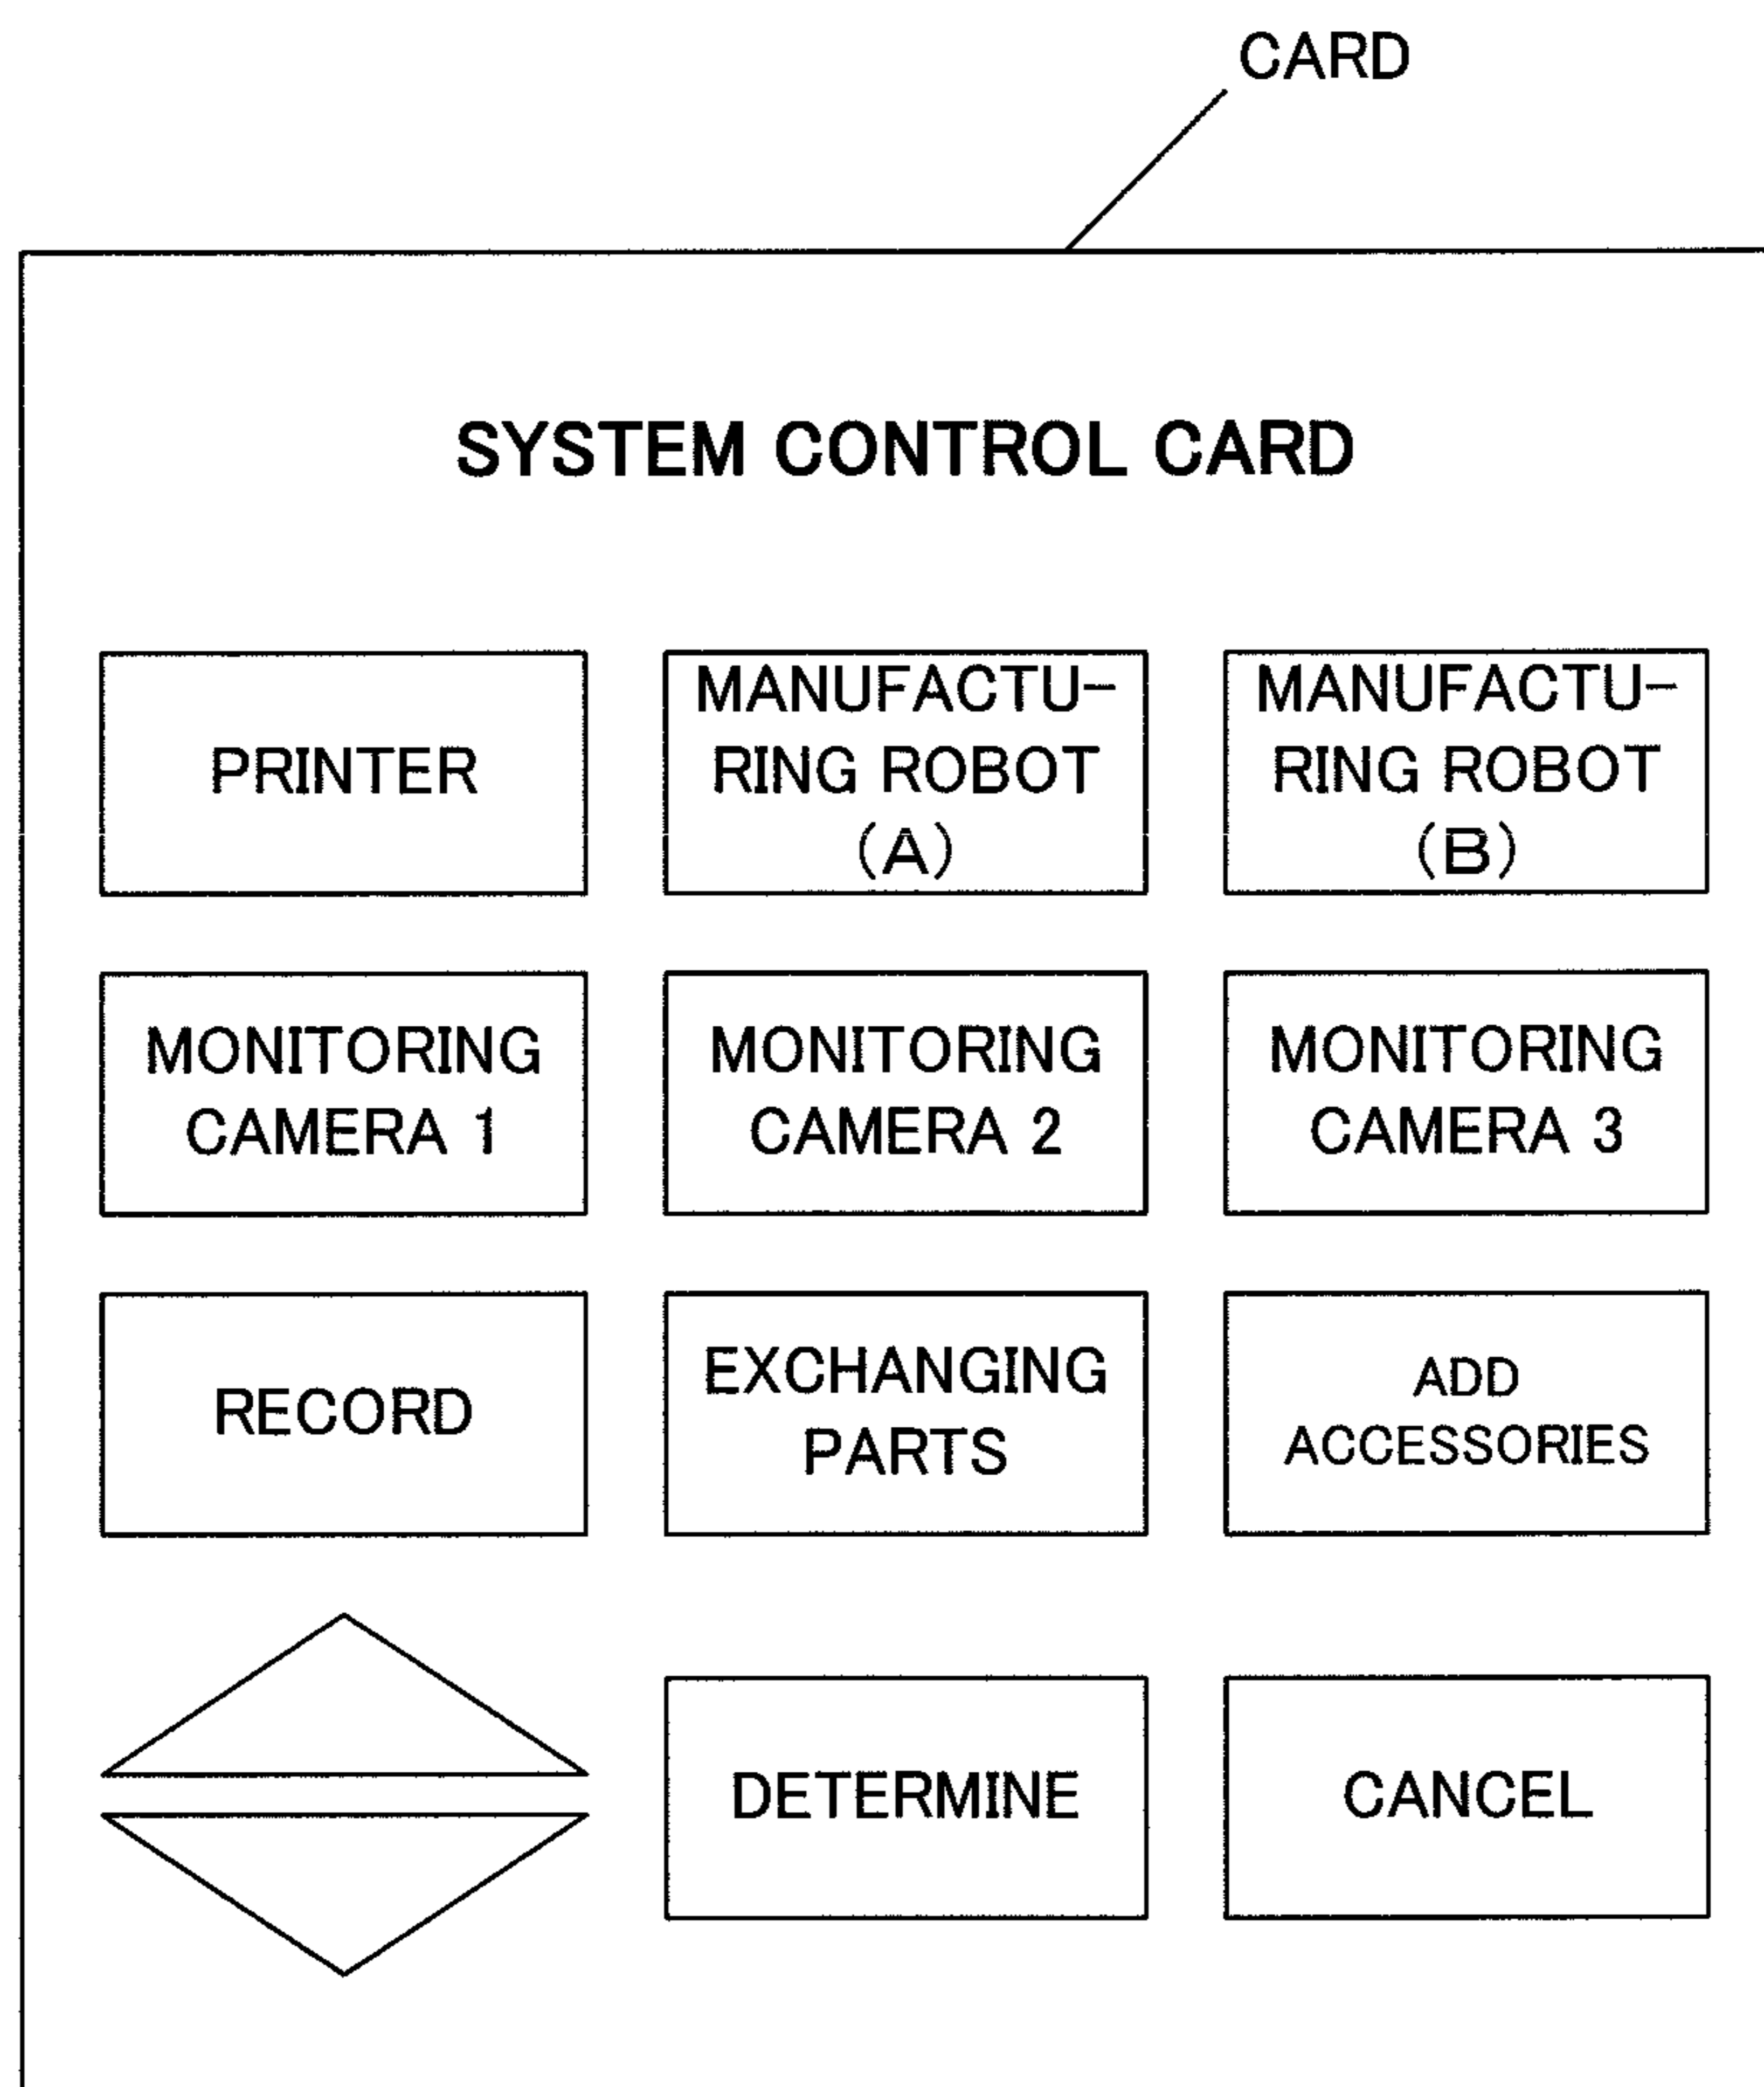 CARD
SYSTEM CONTROL CARD
PRINTER
MANUFACTU-
RING ROBOT
(A)
MANUFACTU-
RING ROBOT
(B)
MONITORING
CAMERA 1
MONITORING
CAMERA 2
MONITORING
CAMERA 3
RECORD
EXCHANGING
PARTS
ADD
ACCESSORIES
DETERMINE
CANCEL